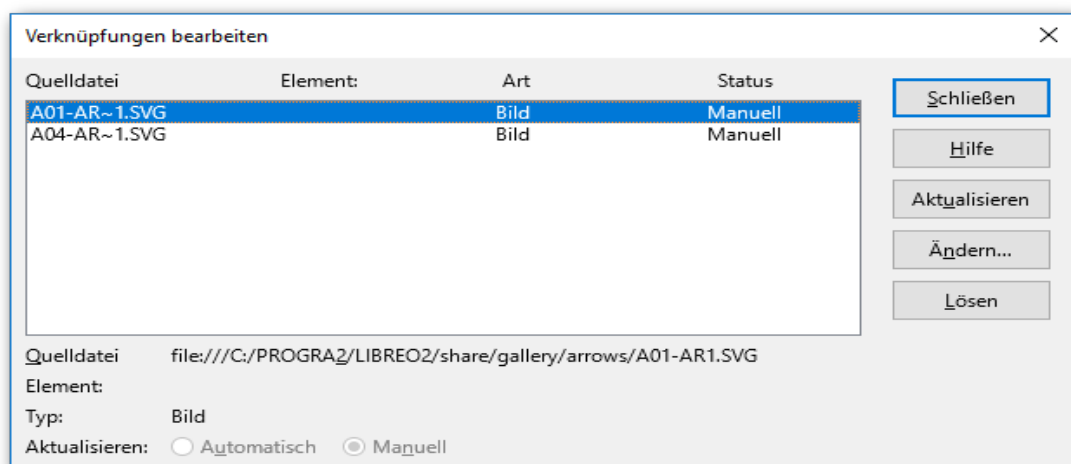 Verknüpfungen bearbeiten
Quelldatei Element: Art Status
A01-AR~1.SVG Bild Manuell
A04-AR~1.SVG Bild Manuell
Schließen
Hilfe
Aktualisieren
Ändern...
Lösen
Quelldatei file:///C:/PROGRA2/LIBREO2/share/gallery/arrows/A01-AR1.SVG
Element:
Typ: Bild
Aktualisieren: Automatisch Manuell